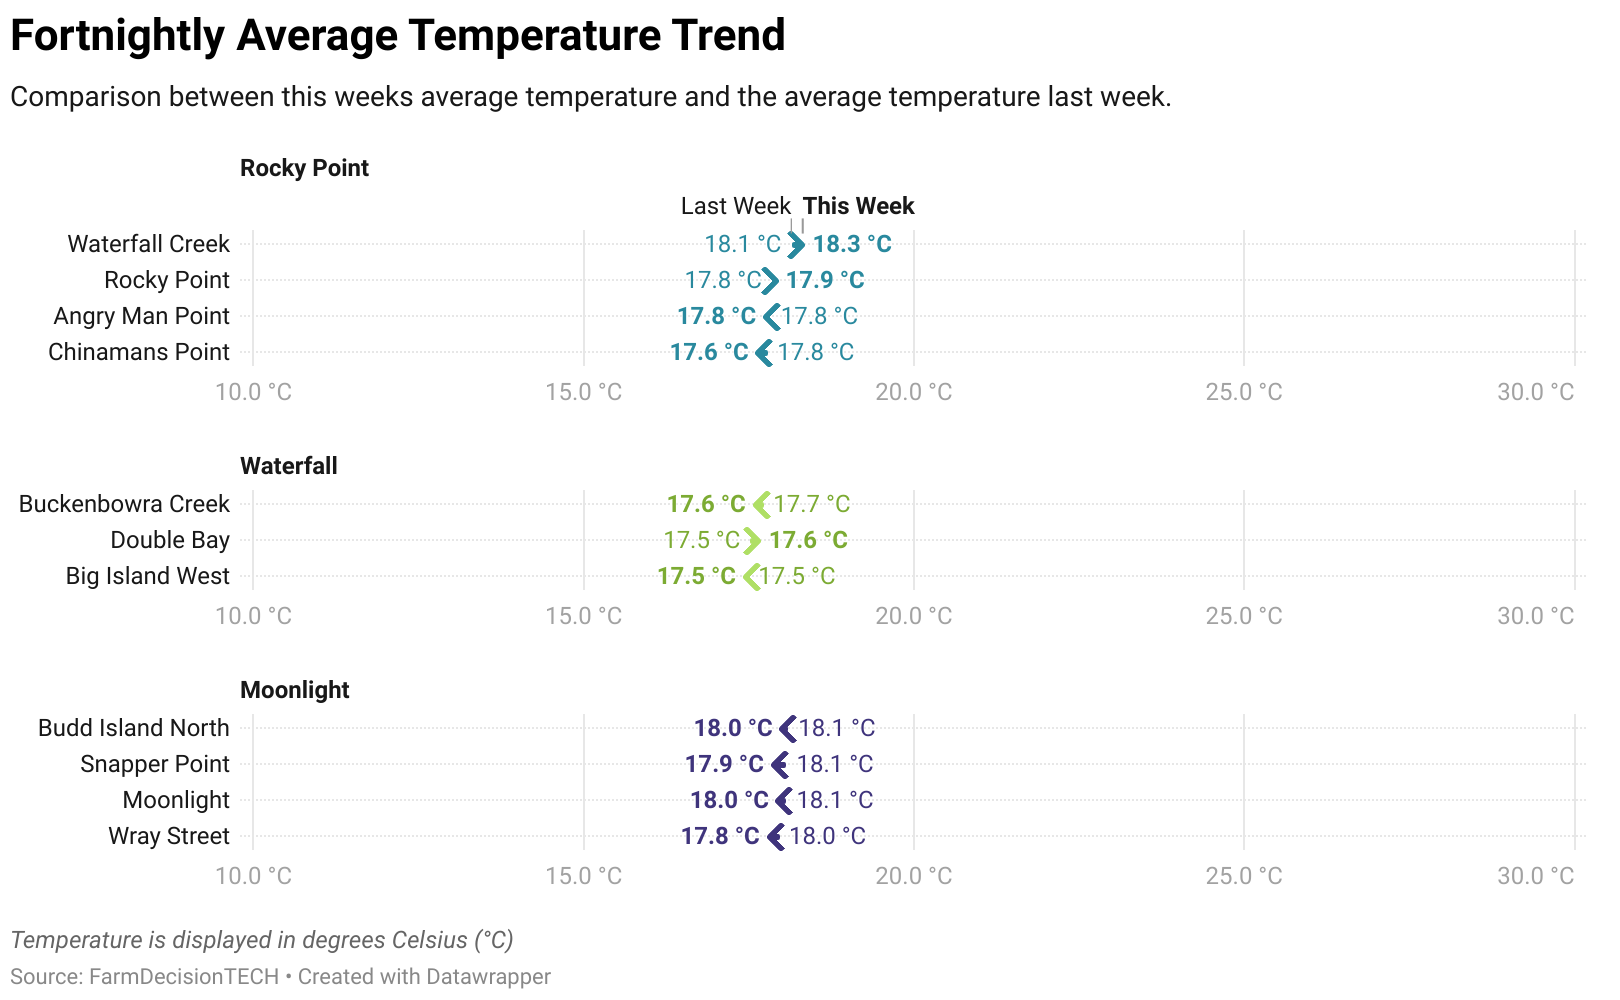 Fortnightly Average Temperature Trend
Comparison between this weeks average temperature and the average temperature last week.
Rocky Point
Last Week This Week
Waterfall Creek 18.1 °C 18.3 °C
Rocky Point 17.8 °C 17.9 °C
Angry Man Point 17.8 °C 17.8 °C
Chinamans Point 17.6 °C 17.8 °C
10.0 °C 15.0 °C 20.0 °C 25.0 °C 30.0 °C
Waterfall
Buckenbowra Creek 17.6 °C 17.7 °C
Double Bay 17.5 °C 17.6 °C
Big Island West 17.5 °C 17.5 °C
10.0 °C 15.0 °C 20.0 °C 25.0 °C 30.0 °C
Moonlight
Budd Island North 18.0 °C 18.1 °C
Snapper Point 17.9 °C 18.1 °C
Moonlight 18.0 °C 18.1 °C
Wray Street 17.8 °C 18.0 °C
10.0 °C 15.0 °C 20.0 °C 25.0 °C 30.0 °C
Temperature is displayed in degrees Celsius (°C)
Source: FarmDecisionTECH • Created with Datawrapper